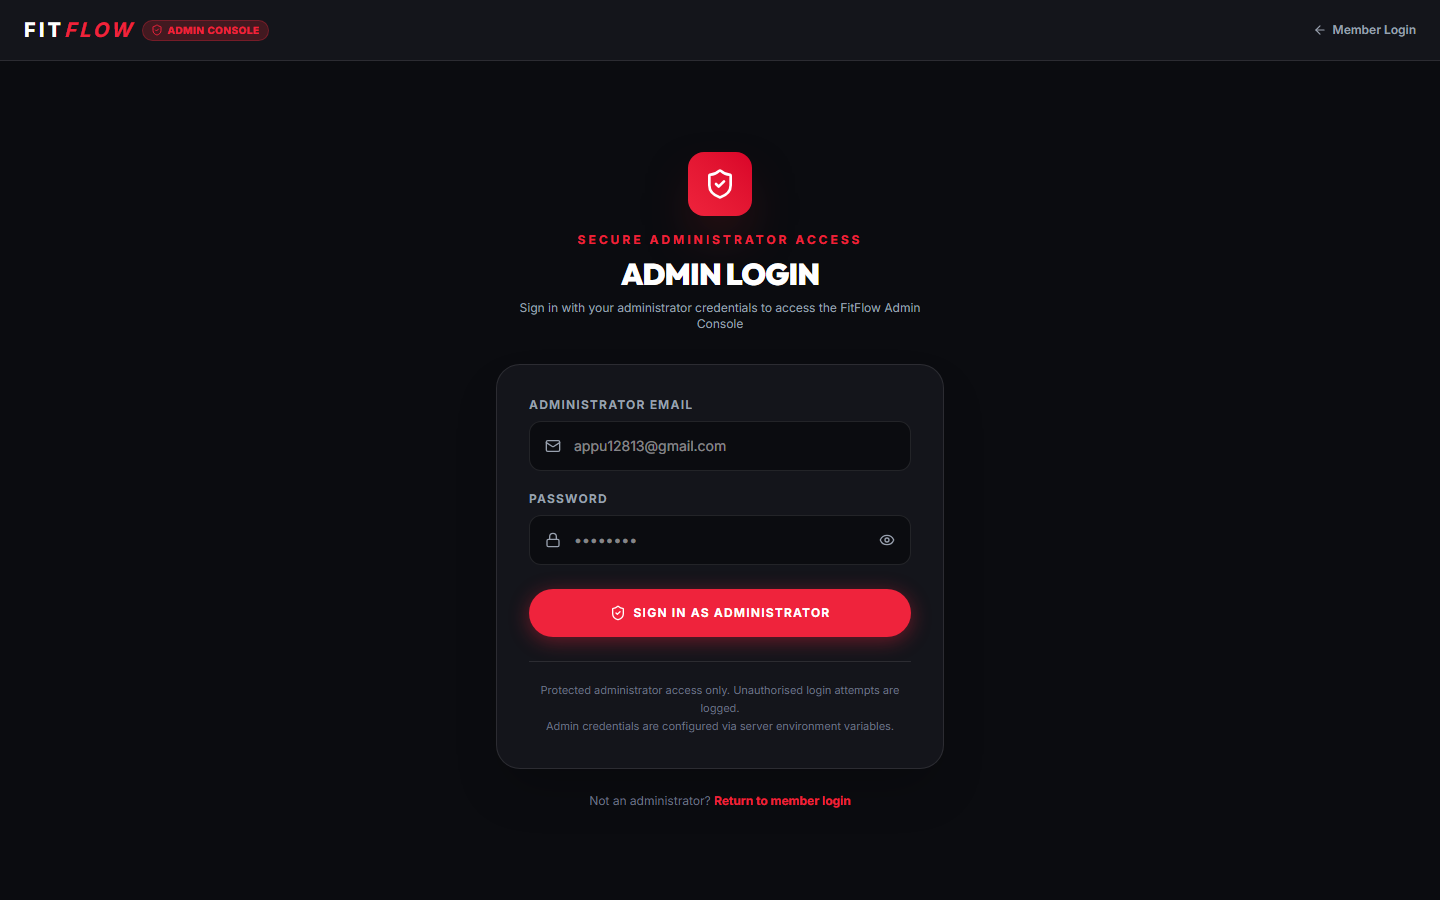 FITFLOW ADMIN CONSOLE
Member Login
SECURE ADMINISTRATOR ACCESS
ADMIN LOGIN
Sign in with your administrator credentials to access the FitFlow Admin
Console
ADMINISTRATOR EMAIL
appu12813@gmail.com
PASSWORD
••••••••
SIGN IN AS ADMINISTRATOR
Protected administrator access only. Unauthorised login attempts are
logged.
Admin credentials are configured via server environment variables.
Not an administrator? Return to member login